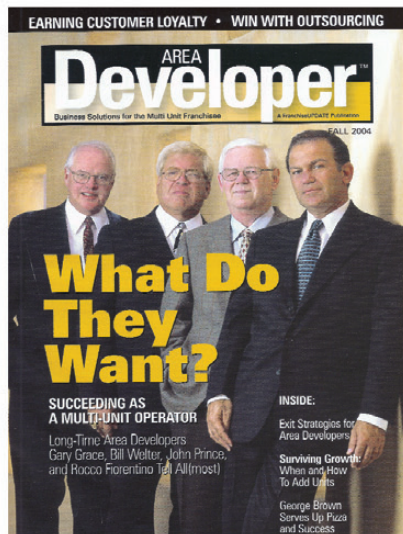 EARNING CUSTOMER LOYALTY • WIN WITH OUTSOURCING
AREA
Developer™
Business Solutions for the Multi Unit Franchisee
A FranchiseUPDATE Publication
FALL 2004
What Do
They
Want?
SUCCEEDING AS
A MULTI-UNIT OPERATOR
Long-Time Area Developers
Gary Grace, Bill Welter, John Prince,
and Rocco Fiorentino Tell All(most)
INSIDE:
Exit Strategies for
Area Developers
Surviving Growth:
When and How
To Add Units
George Brown
Serves Up Pizza
and Success